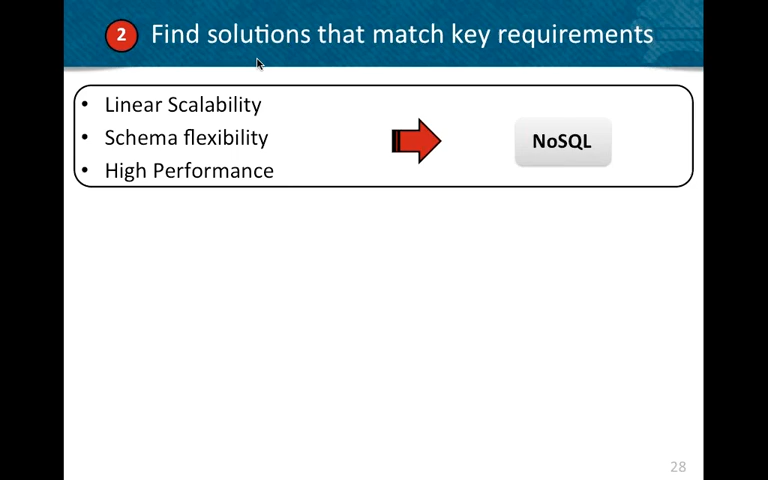 2 Find solutions that match key requirements
• Linear Scalability
• Schema flexibility
• High Performance
NoSQL
28